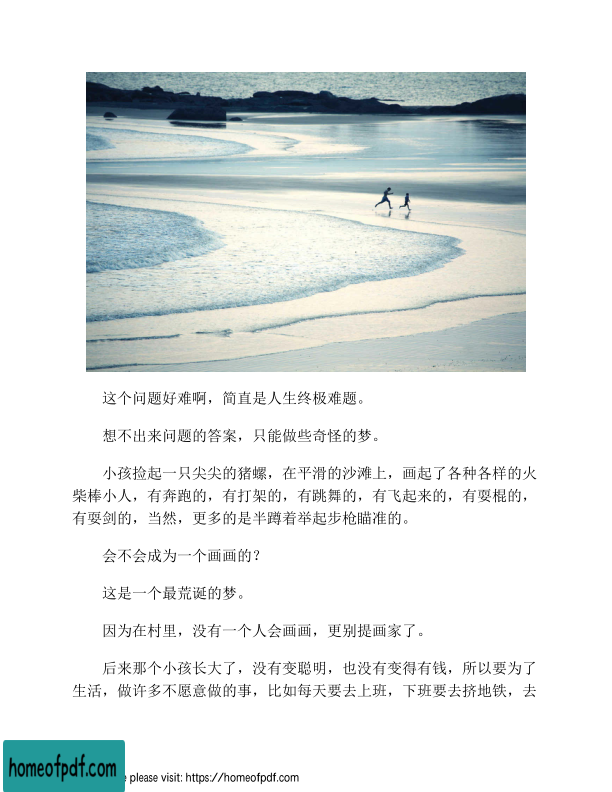 这个问题好难啊，简直是人生终极难题。
想不出来问题的答案，只能做些奇怪的梦。
小孩捡起一只尖尖的猪螺，在平滑的沙滩上，画起了各种各样的火
柴棒小人，有奔跑的，有打架的，有跳舞的，有飞起来的，有耍棍的，
有耍剑的，当然，更多的是半蹲着举起步枪瞄准的。
会不会成为一个画画的？
这是一个最荒诞的梦。
因为在村里，没有一个人会画画，更别提画家了。
后来那个小孩长大了，没有变聪明，也没有变得有钱，所以要为了
生活，做许多不愿意做的事，比如每天要去上班，下班要去挤地铁，去
homeofpdf.com
e please visit: https://homeofpdf.com